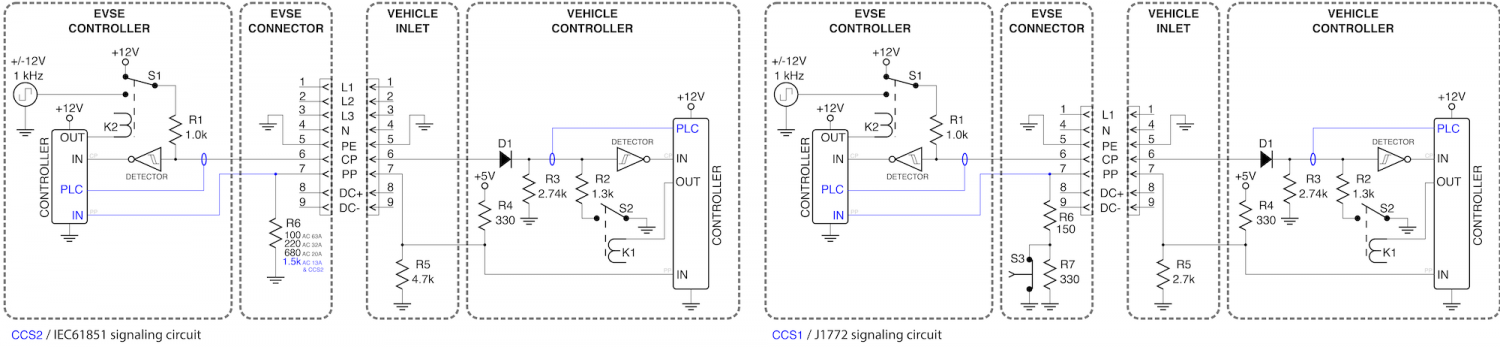 EVSE
CONTROLLER
EVSE
CONNECTOR
VEHICLE
INLET
VEHICLE
CONTROLLER
+/-12V
1 kHz
+12V
S1
+12V
K2
R1
1.0k
OUT
IN
CP
PLC
IN
PP
CONTROLLER
DETECTOR
1
2
3
4
5
6
7
8
9
L1
L2
L3
N
PE
CP
PP
DC+
DC-
1
2
3
4
5
6
7
8
9
R6
100 AC 63A
220 AC 32A
680 AC 20A
1.5k AC 13A
& CCS2
D1
R3
2.74k
+5V
R4
330
R5
4.7k
R2
1.3k
S2
K1
DETECTOR
+12V
PLC
CP
IN
OUT
PP
IN
CONTROLLER
CCS2 / IEC61851 signaling circuit
EVSE
CONTROLLER
EVSE
CONNECTOR
VEHICLE
INLET
VEHICLE
CONTROLLER
+/-12V
1 kHz
+12V
S1
+12V
K2
R1
1.0k
OUT
IN
CP
PLC
IN
PP
CONTROLLER
DETECTOR
1
4
5
6
7
8
9
L1
N
PE
CP
PP
DC+
DC-
1
4
5
6
7
8
9
R6
150
S3
R7
330
D1
R3
2.74k
+5V
R4
330
R5
2.7k
R2
1.3k
S2
K1
DETECTOR
+12V
PLC
CP
IN
OUT
PP
IN
CONTROLLER
CCS1 / J1772 signaling circuit